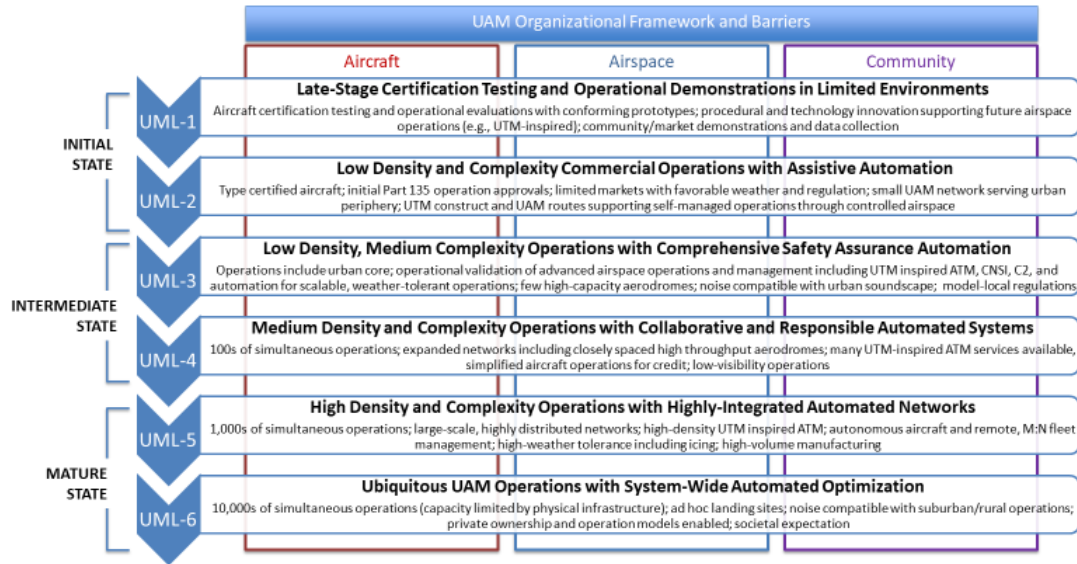 UAM Organizational Framework and Barriers
Aircraft
Airspace
Community
INITIAL
STATE
UML-1
Late-Stage Certification Testing and Operational Demonstrations in Limited Environments
Aircraft certification testing and operational evaluations with conforming prototypes; procedural and technology innovation supporting future airspace
operations (e.g., UTM-inspired); community/market demonstrations and data collection
UML-2
Low Density and Complexity Commercial Operations with Assistive Automation
Type certified aircraft; initial Part 135 operation approvals; limited markets with favorable weather and regulation; small UAM network serving urban
periphery; UTM construct and UAM routes supporting self-managed operations through controlled airspace
INTERMEDIATE
STATE
UML-3
Low Density, Medium Complexity Operations with Comprehensive Safety Assurance Automation
Operations include urban core; operational validation of advanced airspace operations and management including UTM inspired ATM, CNSI, C2, and
automation for scalable, weather-tolerant operations; few high-capacity aerodromes; noise compatible with urban soundscape; model-local regulations
UML-4
Medium Density and Complexity Operations with Collaborative and Responsible Automated Systems
100s of simultaneous operations; expanded networks including closely spaced high throughput aerodromes; many UTM-inspired ATM services available,
simplified aircraft operations for credit; low-visibility operations
MATURE
STATE
UML-5
High Density and Complexity Operations with Highly-Integrated Automated Networks
1,000s of simultaneous operations; large-scale, highly distributed networks; high-density UTM inspired ATM; autonomous aircraft and remote, M:N fleet
management; high-weather tolerance including icing; high-volume manufacturing
UML-6
Ubiquitous UAM Operations with System-Wide Automated Optimization
10,000s of simultaneous operations (capacity limited by physical infrastructure); ad hoc landing sites; noise compatible with suburban/rural operations;
private ownership and operation models enabled; societal expectation